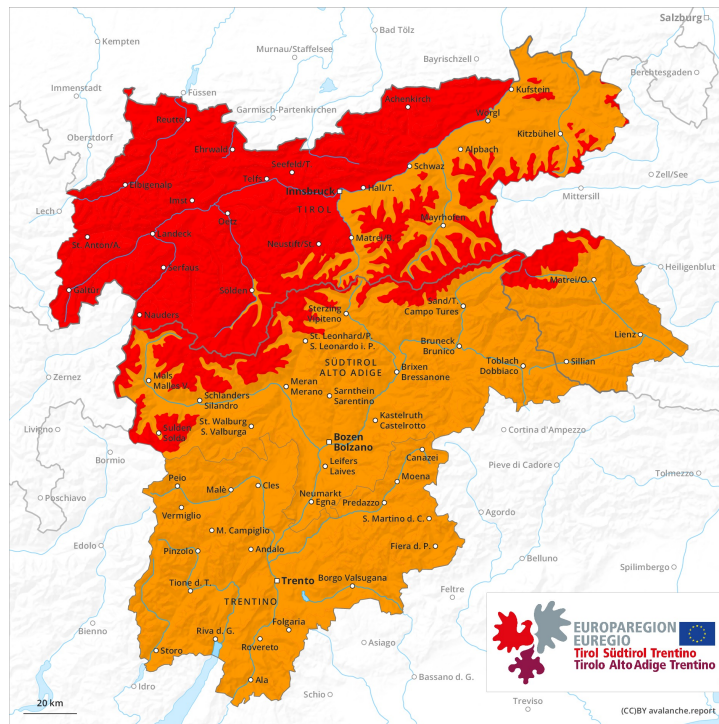 Salzburg
Kempten
Bad Tölz
Murnau/Staffelsee
Bayrischzell
Berchtesgaden
Immenstadt
Füssen
Garmisch-Partenkirchen
Achenkirch
Kufstein
Reutte
Wörgl
Kitzbühel
Oberstdorf
Ehrwald
Alpbach
Seefeld/T.
Schwaz
Zell/See
Telfs
Elbigenalp
Innsbruck
Hall/T.
Mittersill
Imst
Lech
TIROL
Oetz
Mayrhofen
Landeck
St. Anton/A.
Neustift/St.
Matrei/B.
Serfaus
Heiligenblut
Galtür
Sölden
Matrei/O.
Nauders
Sterzing
Vipiteno
Sand/T.
Campo Tures
Lienz
St. Leonhard/P.
S. Leonardo i. P.
Bruneck
Brunico
SÜDTIROL
ALTO ADIGE
Toblach
Dobbiaco
Sillian
Zernez
Mals
Malles V.
Meran
Merano
Brixen
Bressanone
Schlanders
Silandro
Sarnthein
Sarentino
Kastelruth
Castelrotto
St. Walburg
S. Valburga
Livigno
Sulden
Solda
Bozen
Bolzano
Cortina d'Ampezzo
Bormio
Canazei
Leifers
Laives
Pieve di Cadore
Tolmezzo
Poschiavo
Peio
Malè
Cles
Moena
Neumarkt
Egna
Predazzo
Vermiglio
Agordo
S. Martino d. C.
M. Campiglio
Edolo
Pinzolo
Andalo
Fiera d. P.
Belluno
Spilimbergo
Trento
Borgo Valsugana
Tione d. T.
Feltre
TRENTINO
Bienno
Folgaria
Riva d. G.
Rovereto
Asiago
Storo
Bassano d. G.
Ala
Idro
Schio
Treviso
EUROPAREGION
EUREGIO
Tirol Südtirol Trentino
Tirolo Alto Adige Trentino
20 km
(CC)BY avalanche.report